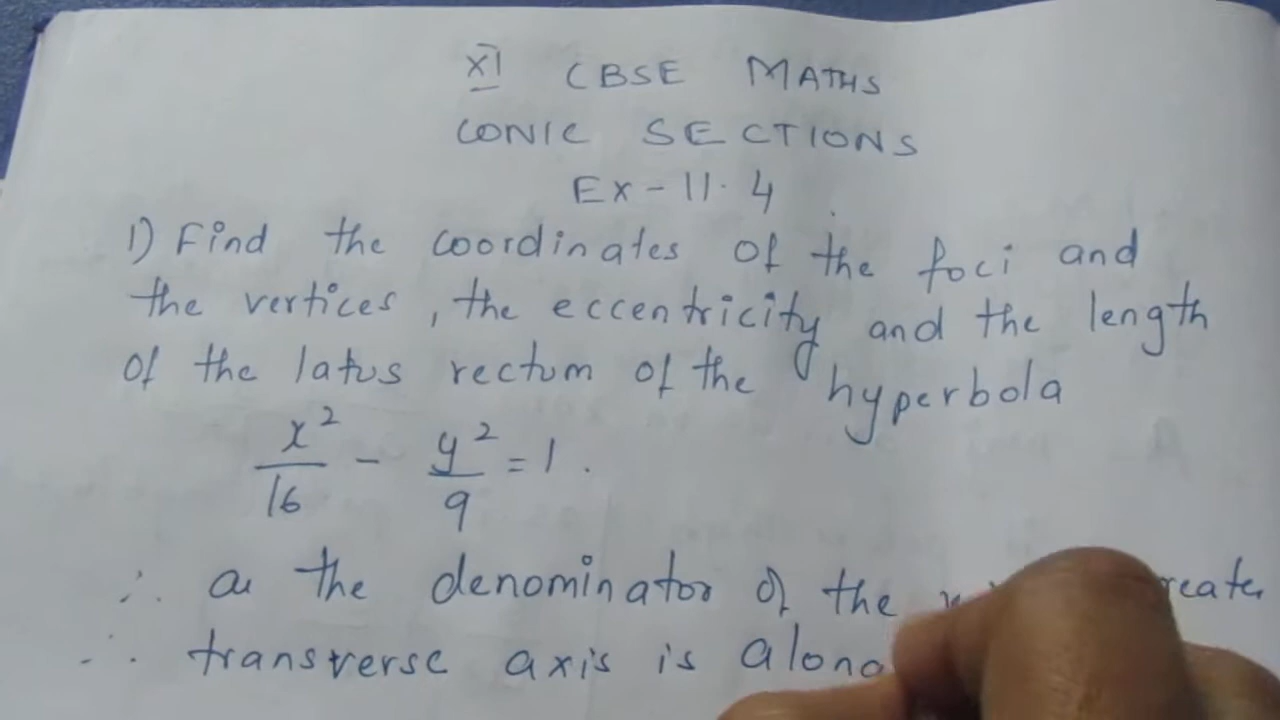 XI CBSE MATHS
CONIC SECTIONS
Ex - 11.4
1) Find the coordinates of the foci and
the vertices, the eccentricity and the length
of the latus rectum of the hyperbola
x²/16 - y²/9 = 1.
∴ as the denominator of the
∴ transverse axis is along